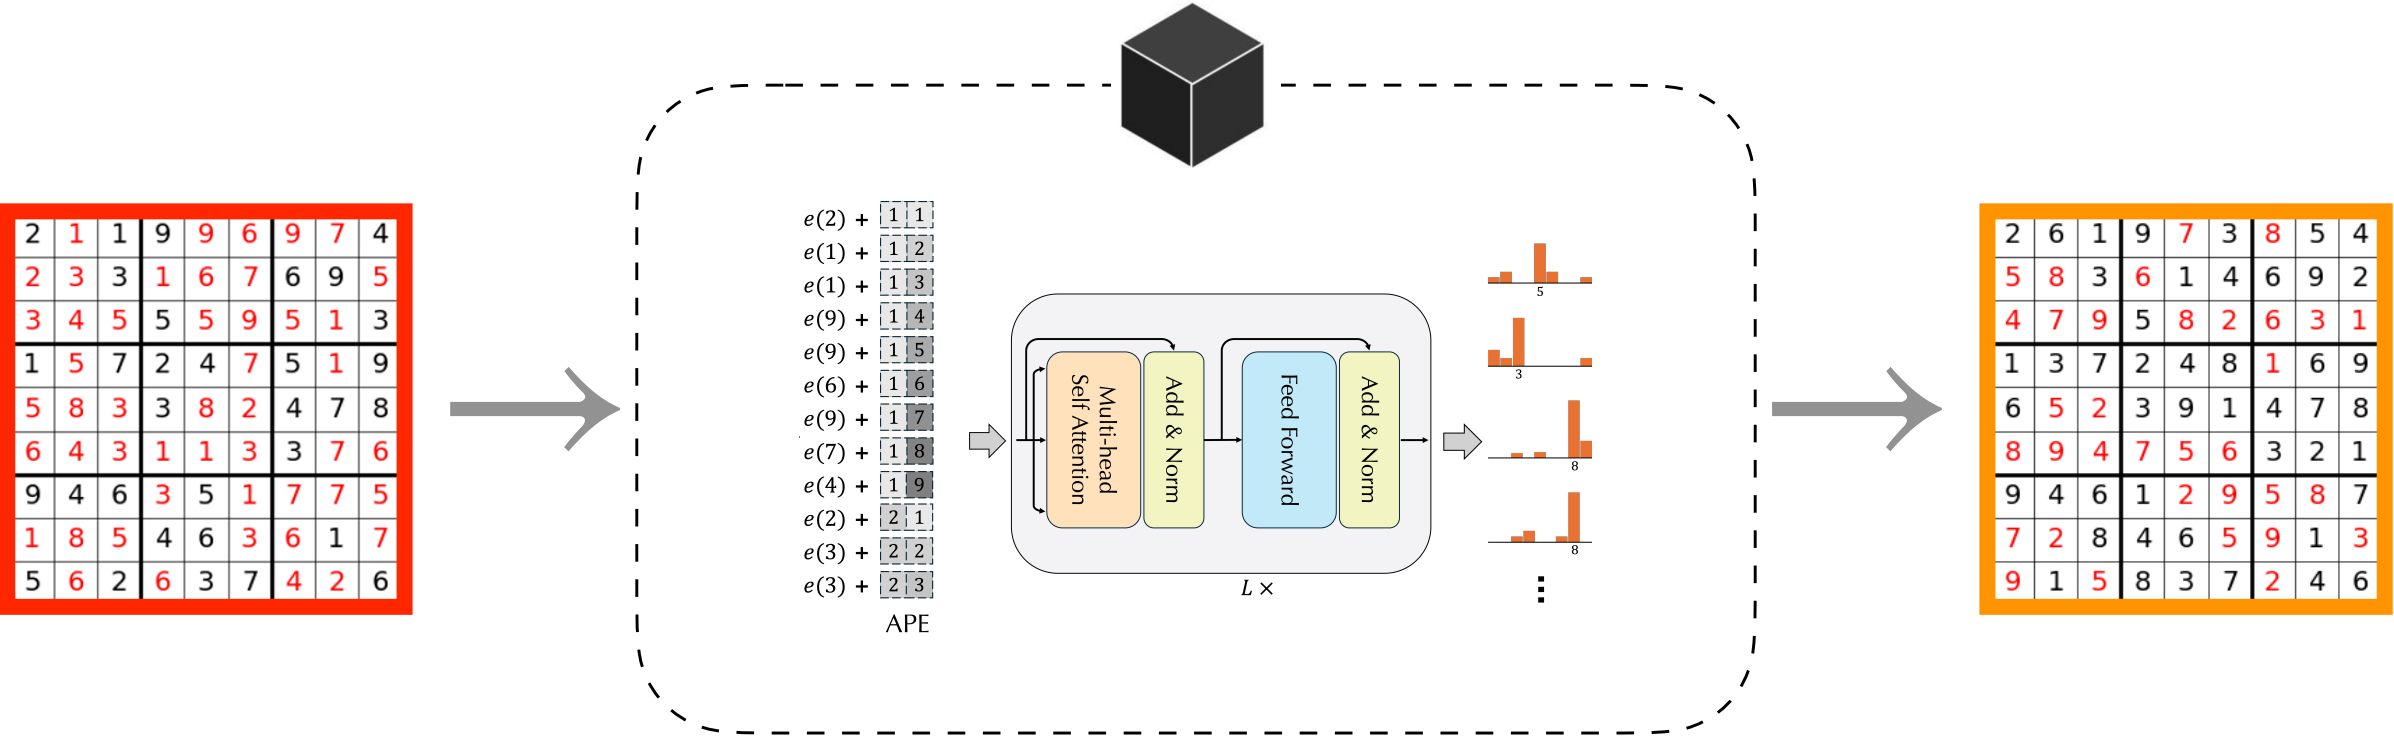 2 1 1 9 9 6 9 7 4
2 3 3 1 6 7 6 9 5
3 4 5 5 5 9 5 1 3
1 5 7 2 4 7 5 1 9
5 8 3 3 8 2 4 7 8
6 4 3 1 1 3 3 7 6
9 4 6 3 5 1 7 7 5
1 8 5 4 6 3 6 1 7
5 6 2 6 3 7 4 2 6
e(2) + 1 1
e(1) + 1 2
e(1) + 1 3
e(9) + 1 4
e(9) + 1 5
e(6) + 1 6
e(9) + 1 7
e(7) + 1 8
e(4) + 1 9
e(2) + 2 1
e(3) + 2 2
e(3) + 2 3
APE
Multi-head
Self Attention
Add & Norm
Feed Forward
Add & Norm
L ×
5
3
8
8
⋮
2 6 1 9 7 3 8 5 4
5 8 3 6 1 4 6 9 2
4 7 9 5 8 2 6 3 1
1 3 7 2 4 8 1 6 9
6 5 2 3 9 1 4 7 8
8 9 4 7 5 6 3 2 1
9 4 6 1 2 9 5 8 7
7 2 8 4 6 5 9 1 3
9 1 5 8 3 7 2 4 6